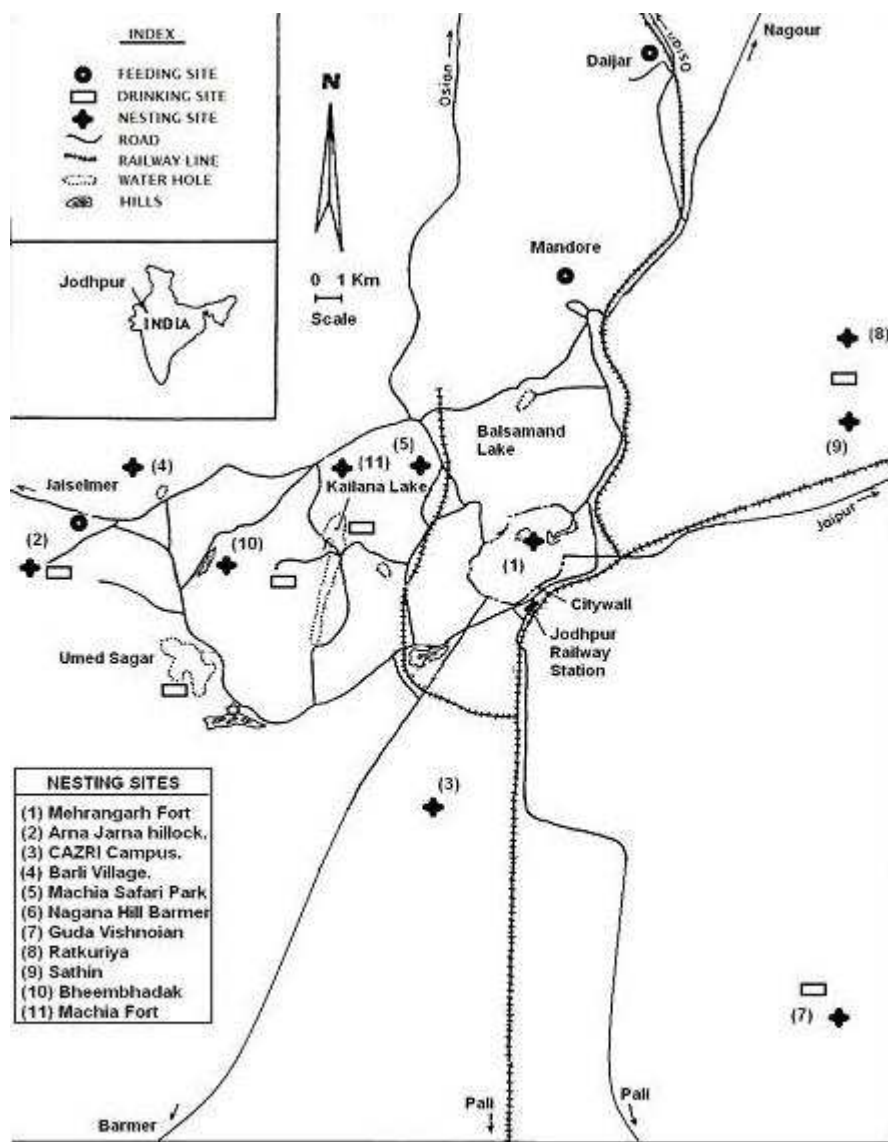 INDEX
FEEDING SITE
DRINKING SITE
NESTING SITE
ROAD
RAILWAY LINE
WATER HOLE
HILLS
Jodhpur
INDIA
N
0 1 Km
Scale
Osian
Osian
Nagour
Daijar
Mandore
(8)
(9)
Balsamand
Lake
(4)
(5)
(11)
Kailana Lake
Jaiselmer
Jaipur
(2)
(10)
(1)
Citywall
Jodhpur
Railway
Station
Umed Sagar
(3)
NESTING SITES
(1) Mehrangarh Fort
(2) Arna Jarna hillock.
(3) CAZRI Campus.
(4) Barli Village.
(5) Machia Safari Park
(6) Nagana Hill Barmer
(7) Guda Vishnoian
(8) Ratkuriya
(9) Sathin
(10) Bheembhadak
(11) Machia Fort
(7)
Barmer
Pali
Pali